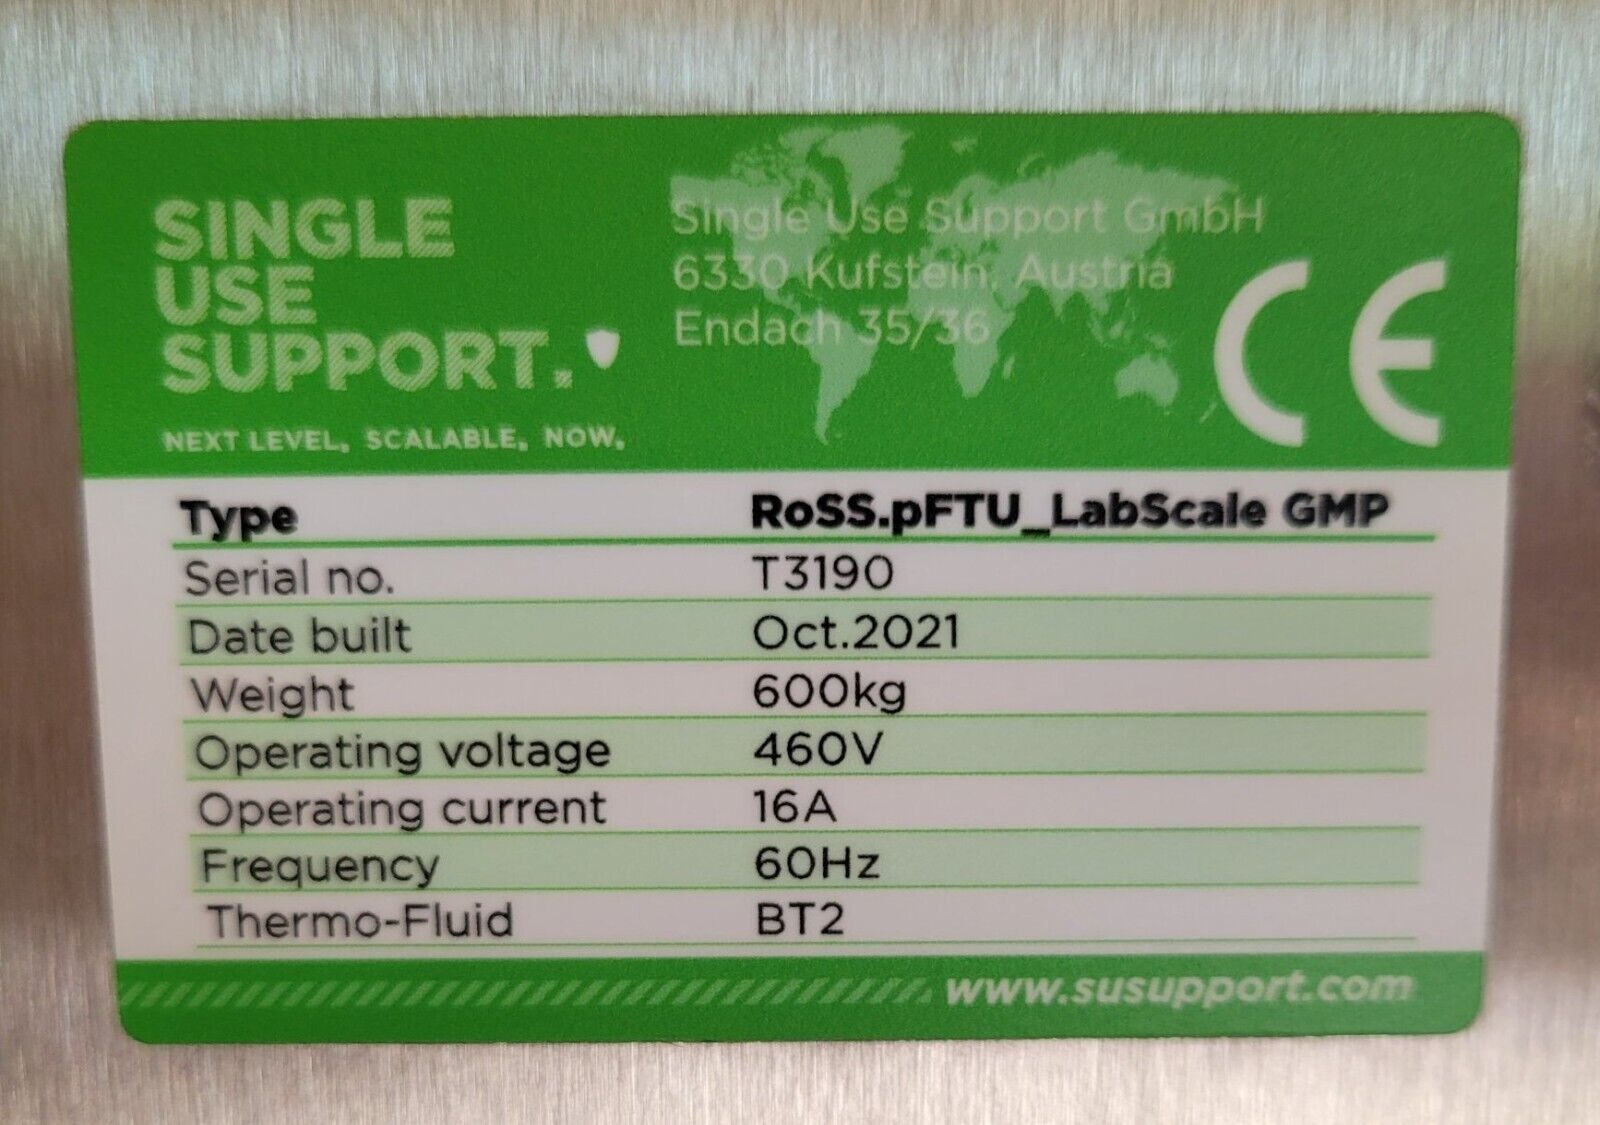 SINGLE
USE
SUPPORT.
NEXT LEVEL. SCALABLE. NOW.
Single Use Support GmbH
6330 Kufstein, Austria
Endach 35/36
CE
Type RoSS.pFTU_LabScale GMP
Serial no. T3190
Date built Oct.2021
Weight 600kg
Operating voltage 460V
Operating current 16A
Frequency 60Hz
Thermo-Fluid BT2
www.susupport.com